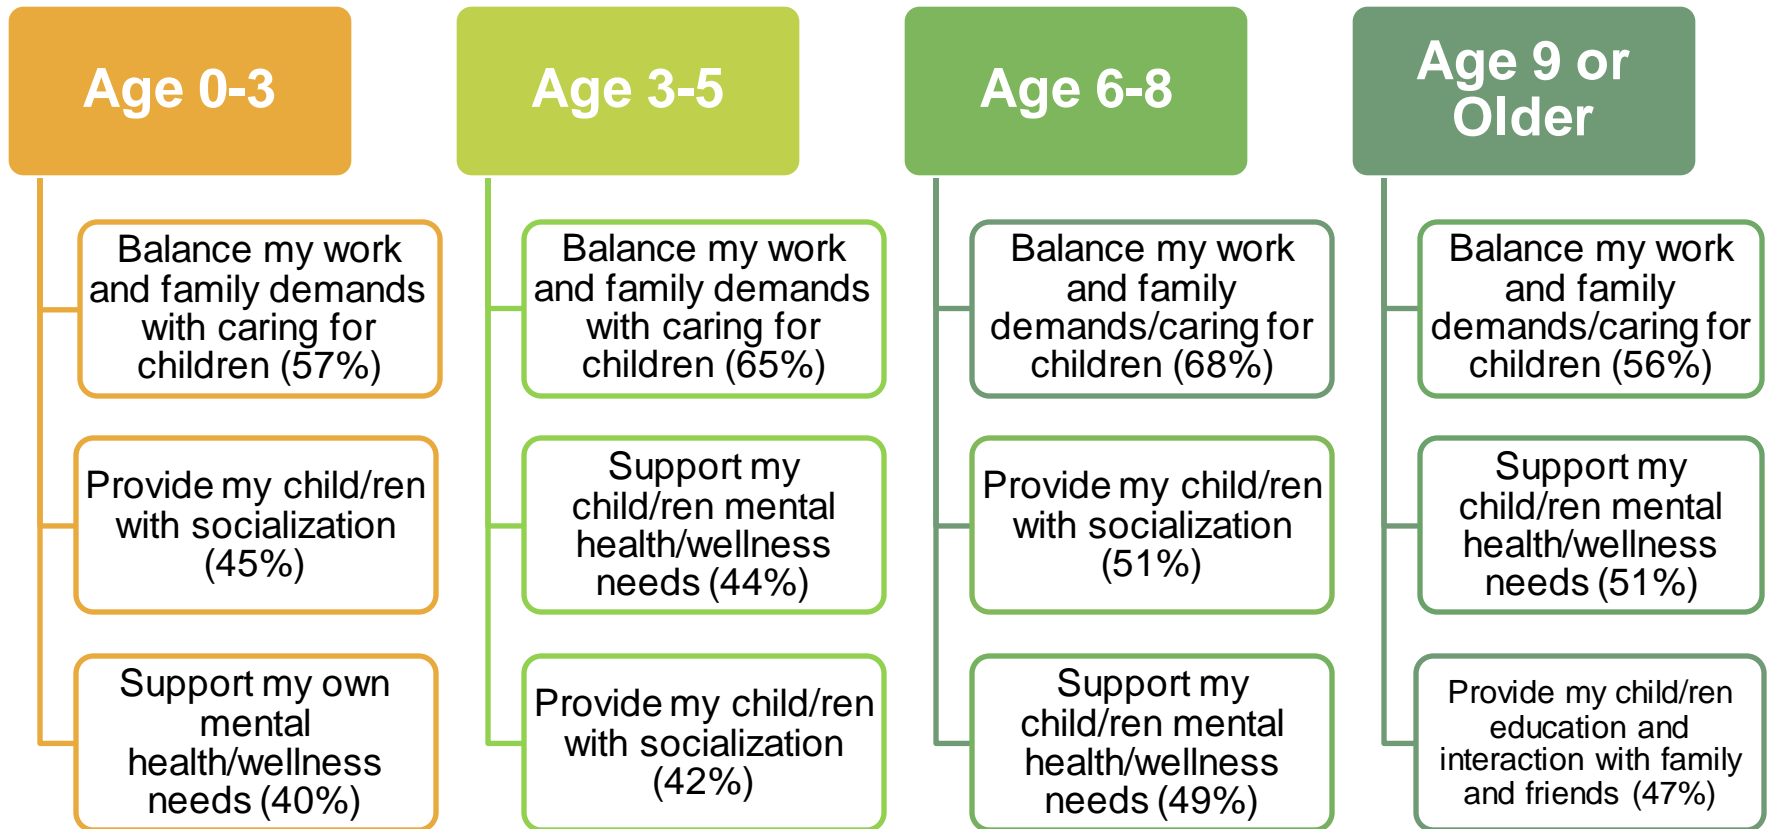 Age 0-3
Balance my work
and family demands
with caring for
children (57%)
Provide my child/ren
with socialization
(45%)
Support my own
mental
health/wellness
needs (40%)
Age 3-5
Balance my work
and family demands
with caring for
children (65%)
Support my
child/ren mental
health/wellness
needs (44%)
Provide my child/ren
with socialization
(42%)
Age 6-8
Balance my work
and family
demands/caring for
children (68%)
Provide my child/ren
with socialization
(51%)
Support my
child/ren mental
health/wellness
needs (49%)
Age 9 or
Older
Balance my work
and family
demands/caring for
children (56%)
Support my
child/ren mental
health/wellness
needs (51%)
Provide my child/ren
education and
interaction with family
and friends (47%)